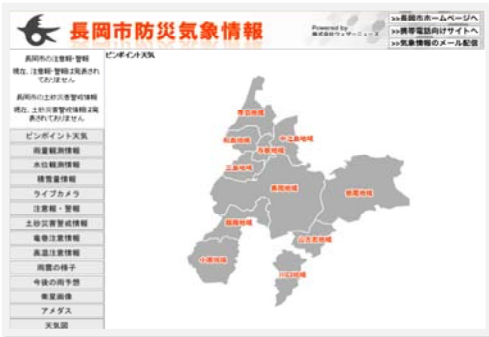 長岡市防災気象情報
Powered by
株式会社ウェザーニューズ
>>長岡市ホームページへ
>>携帯電話向けサイトへ
>>気象情報のメール配信
長岡市の注意報・警報
現在、注意報・警報は発表され
ておりません
長岡市の土砂災害警戒情報
現在、土砂災害警戒情報は発
表されておりません
ピンポイント天気
雨量観測情報
水位観測情報
積雪量情報
ライブカメラ
注意報・警報
土砂災害警戒情報
竜巻注意情報
高温注意情報
雨雲の様子
今後の雨予想
衛星画像
アメダス
天気図
ピンポイント天気
寺泊地域
中之島地域
和島地域
与板地域
三島地域
長岡地域
栃尾地域
越路地域
山古志地域
小国地域
川口地域